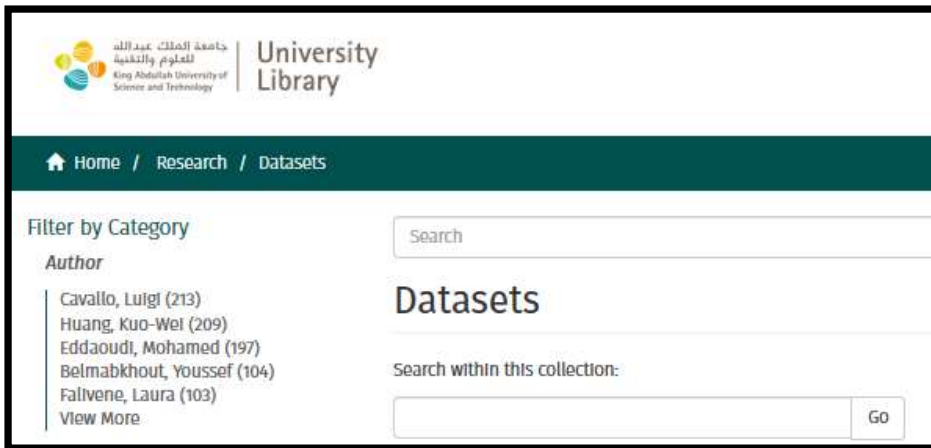 جامعة الملك عبدالله
للعلوم والتقنية
King Abdullah University of
Science and Technology
University
Library
Home / Research / Datasets
Filter by Category
Author
Cavallo, Luigi (213)
Huang, Kuo-Wei (209)
Eddaoudi, Mohamed (197)
Belmabkhout, Youssef (104)
Falivene, Laura (103)
View More
Search
Datasets
Search within this collection:
Go